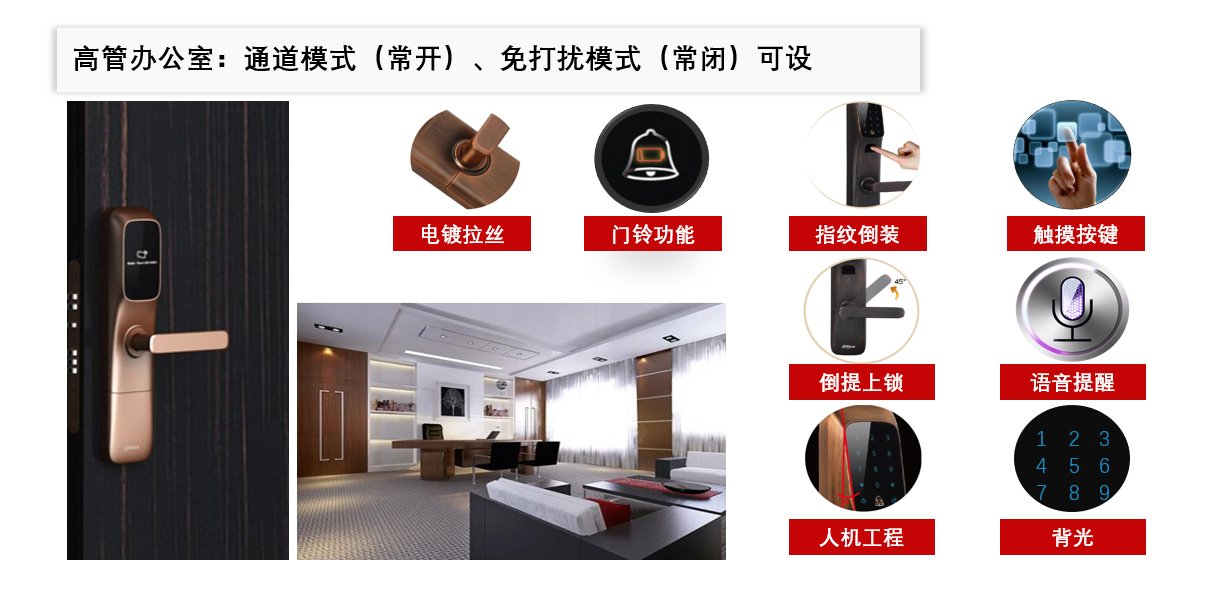 高管办公室：通道模式（常开）、免打扰模式（常闭）可设
电镀拉丝
门铃功能
指纹倒装
触摸按键
45°
倒提上锁
语音提醒
1 2 3
4 5 6
7 8 9
人机工程
背光